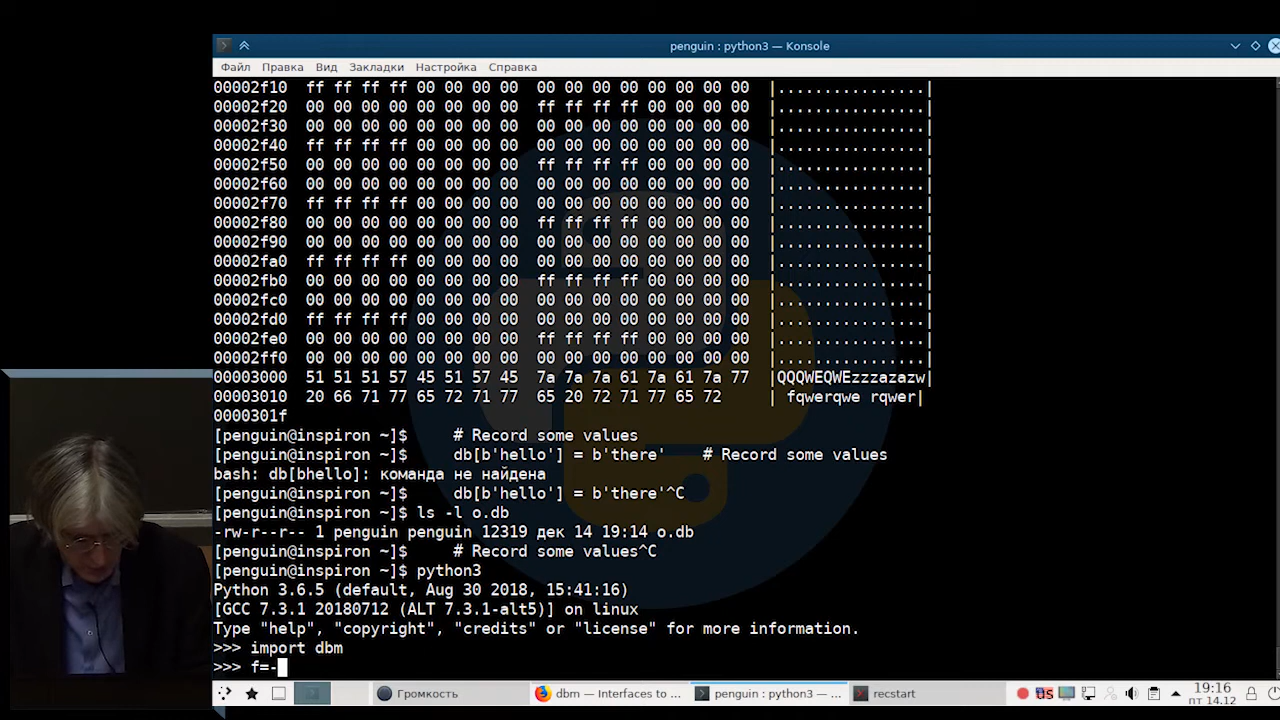 penguin : python3 — Konsole
Файл Правка Вид Закладки Настройка Справка
00002f10 ff ff ff ff 00 00 00 00 00 00 00 00 00 00 00 00 |................|
00002f20 00 00 00 00 00 00 00 00 ff ff ff ff 00 00 00 00 |................|
00002f30 00 00 00 00 00 00 00 00 00 00 00 00 00 00 00 00 |................|
00002f40 ff ff ff ff 00 00 00 00 00 00 00 00 00 00 00 00 |................|
00002f50 00 00 00 00 00 00 00 00 ff ff ff ff 00 00 00 00 |................|
00002f60 00 00 00 00 00 00 00 00 00 00 00 00 00 00 00 00 |................|
00002f70 ff ff ff ff 00 00 00 00 00 00 00 00 00 00 00 00 |................|
00002f80 00 00 00 00 00 00 00 00 ff ff ff ff 00 00 00 00 |................|
00002f90 00 00 00 00 00 00 00 00 00 00 00 00 00 00 00 00 |................|
00002fa0 ff ff ff ff 00 00 00 00 00 00 00 00 00 00 00 00 |................|
00002fb0 00 00 00 00 00 00 00 00 ff ff ff ff 00 00 00 00 |................|
00002fc0 00 00 00 00 00 00 00 00 00 00 00 00 00 00 00 00 |................|
00002fd0 ff ff ff ff 00 00 00 00 00 00 00 00 00 00 00 00 |................|
00002fe0 00 00 00 00 00 00 00 00 ff ff ff ff 00 00 00 00 |................|
00002ff0 00 00 00 00 00 00 00 00 00 00 00 00 00 00 00 00 |................|
00003000 51 51 51 57 45 51 57 45 7a 7a 7a 61 7a 61 7a 77 |QQQWEQWEzzzazazw|
00003010 20 66 71 77 65 72 71 77 65 20 72 71 77 65 72 | fqwerqwe rqwer|
0000301f
[penguin@inspiron ~]$ # Record some values
[penguin@inspiron ~]$ db[b'hello'] = b'there' # Record some values
bash: db[bhello]: команда не найдена
[penguin@inspiron ~]$ db[b'hello'] = b'there'^C
[penguin@inspiron ~]$ ls -l o.db
-rw-r--r-- 1 penguin penguin 12319 дек 14 19:14 o.db
[penguin@inspiron ~]$ # Record some values^C
[penguin@inspiron ~]$ python3
Python 3.6.5 (default, Aug 30 2018, 15:41:16)
[GCC 7.3.1 20180712 (ALT 7.3.1-alt5)] on linux
Type "help", "copyright", "credits" or "license" for more information.
>>> import dbm
>>> f=-
Громкость dbm — Interfaces to ... penguin : python3 — ... recstart us 19:16
пт 14.12